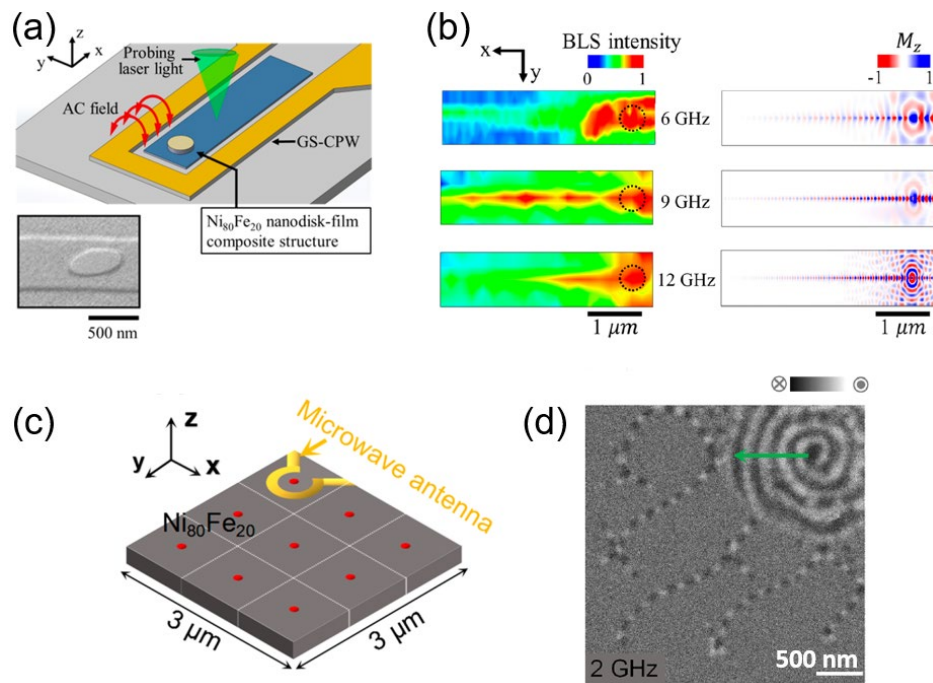 (a)
z
y
x
Probing
laser light
AC field
GS-CPW
Ni80Fe20 nanodisk-film
composite structure
500 nm
(b)
x
y
BLS intensity
0
1
Mz
-1
1
6 GHz
9 GHz
12 GHz
1 μm
1 μm
(c)
z
y
x
Microwave antenna
Ni80Fe20
3 μm
3 μm
(d)
2 GHz
500 nm